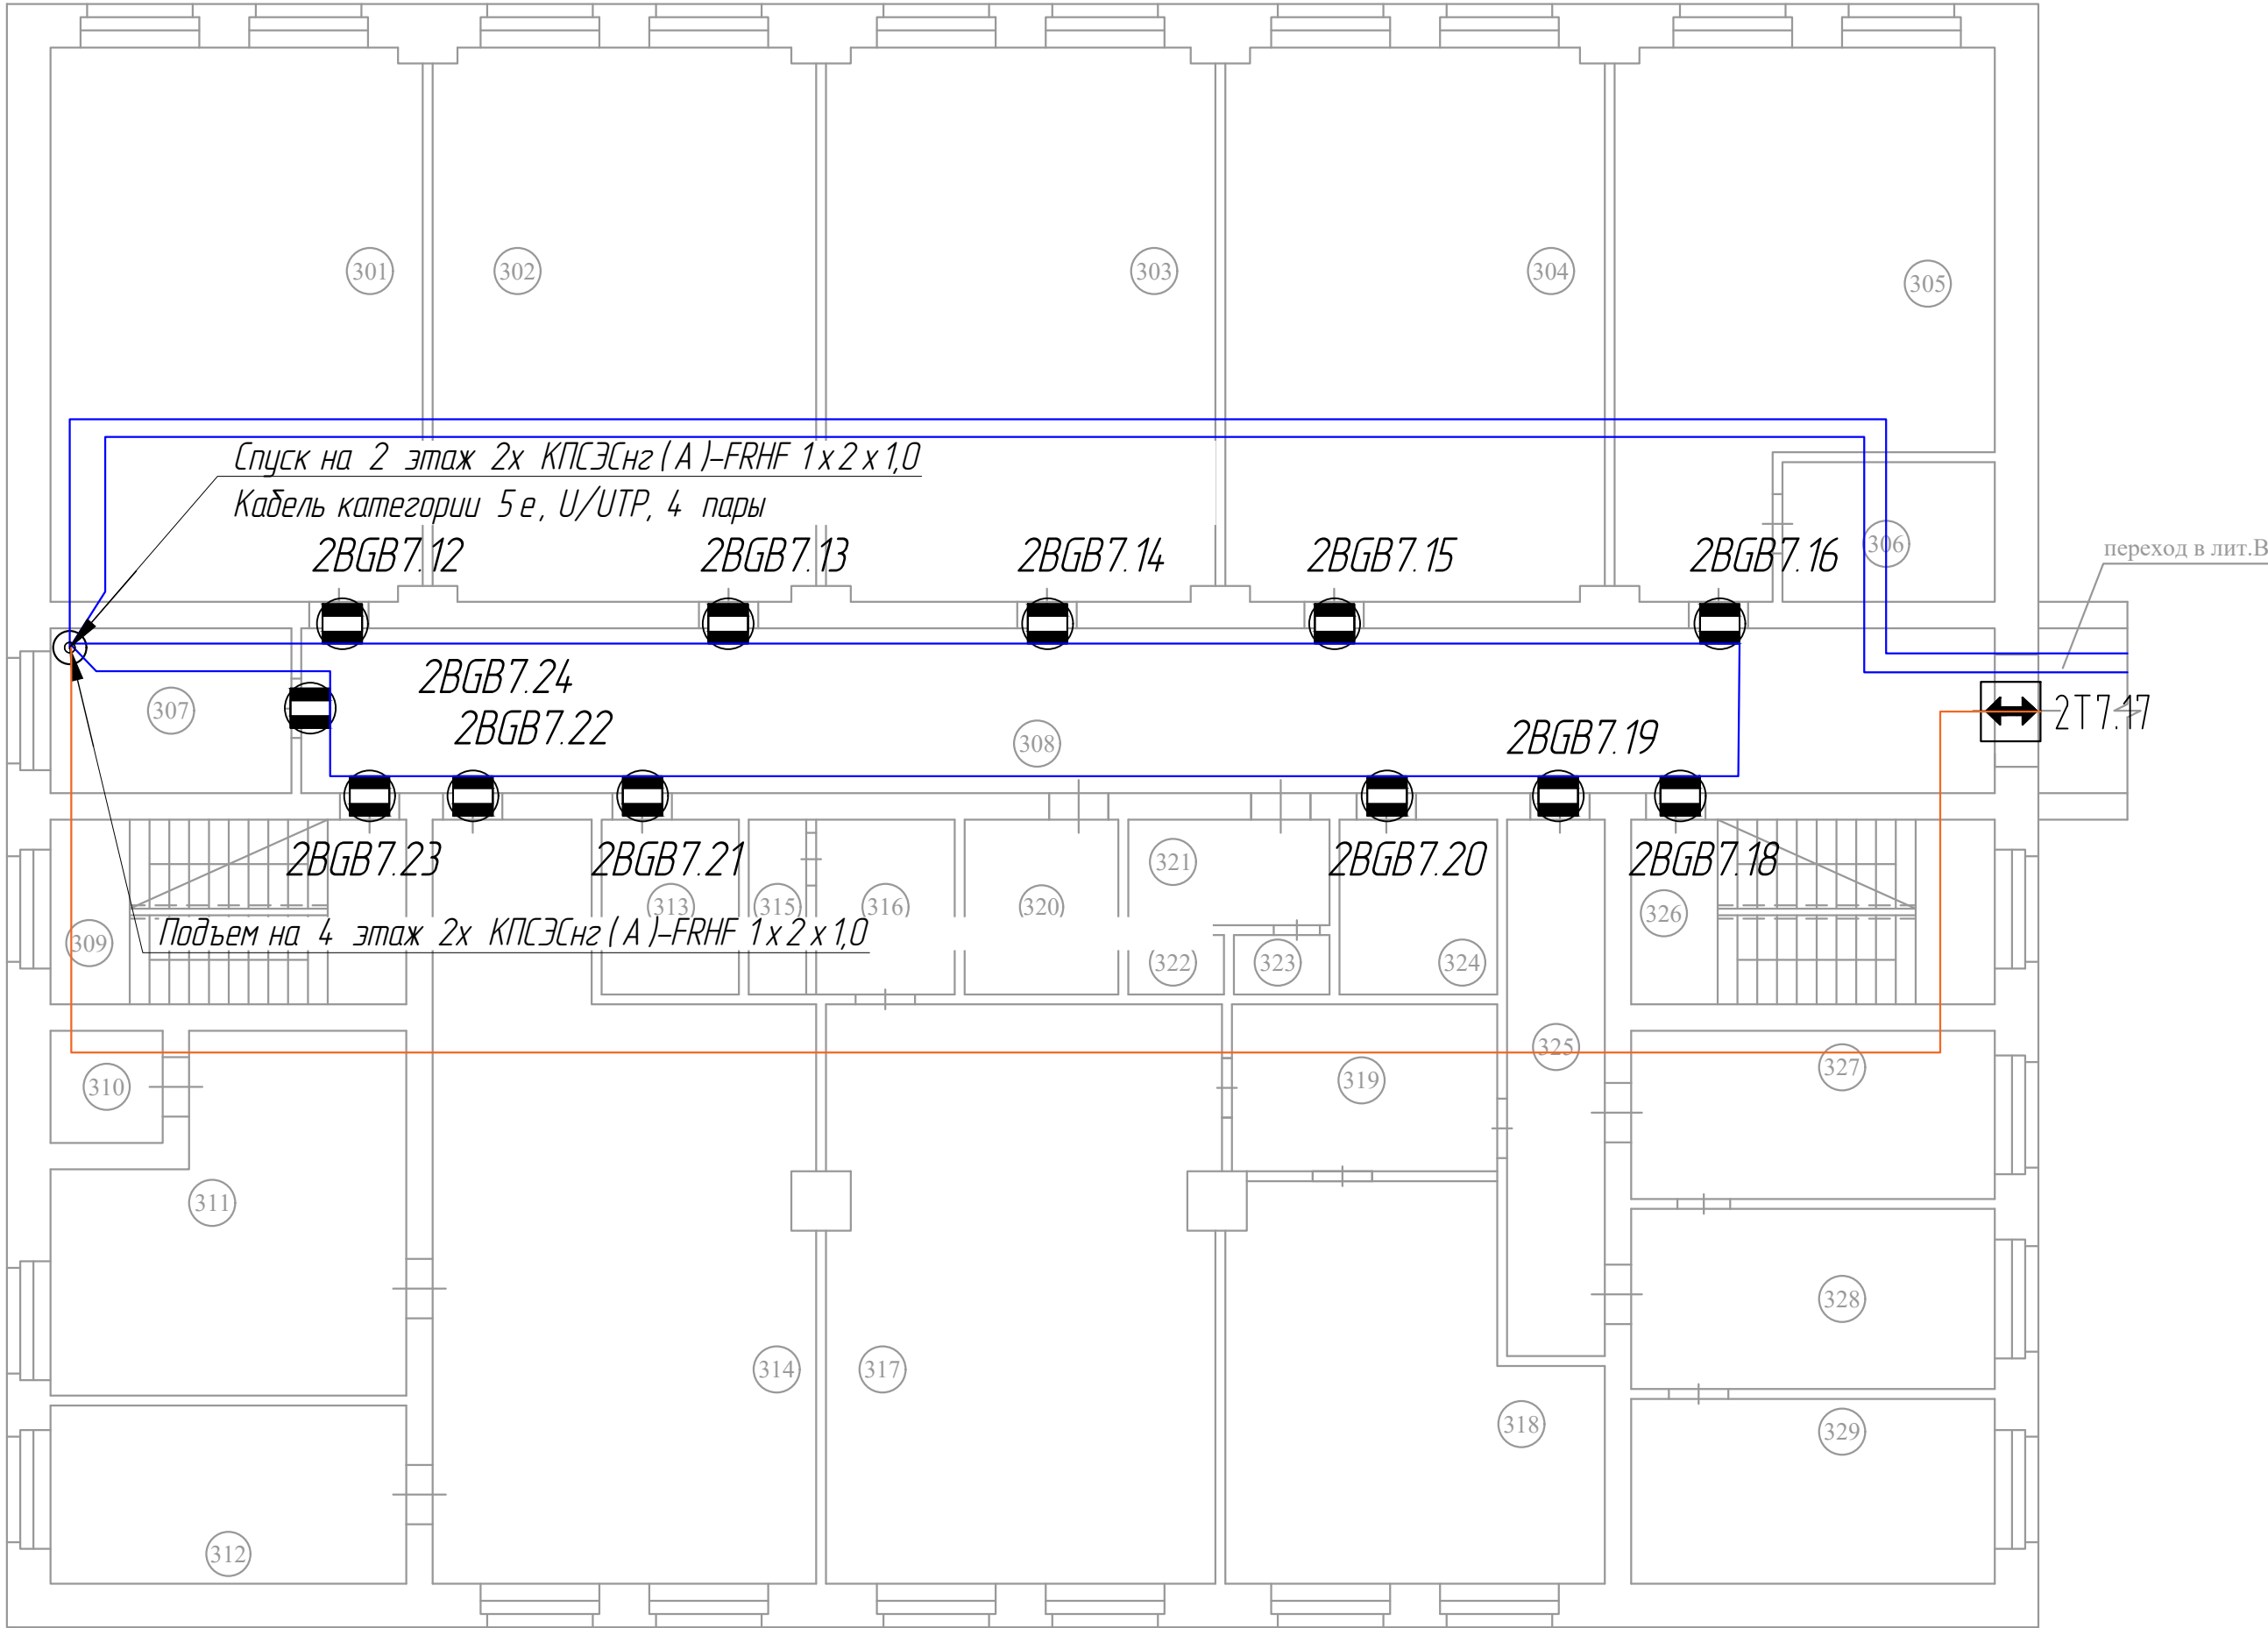 301
302
303
304
305
Спуск на 2 этаж 2х КПСЭСнг(А)-FRHF 1х2х1,0
Кабель категории 5е, U/UTP, 4 пары
2BGB7.12
2BGB7.13
2BGB7.14
2BGB7.15
2BGB7.16
306
переход в лит.В
2BGB7.24
307
2BGB7.22
308
2BGB7.19
2Т7.17
2BGB7.23
2BGB7.21
321
2BGB7.20
2BGB7.18
313
315
316
320
326
309
Подъем на 4 этаж 2х КПСЭСнг(А)-FRHF 1х2х1,0
322
323
324
325
310
319
327
311
328
314
317
318
329
312